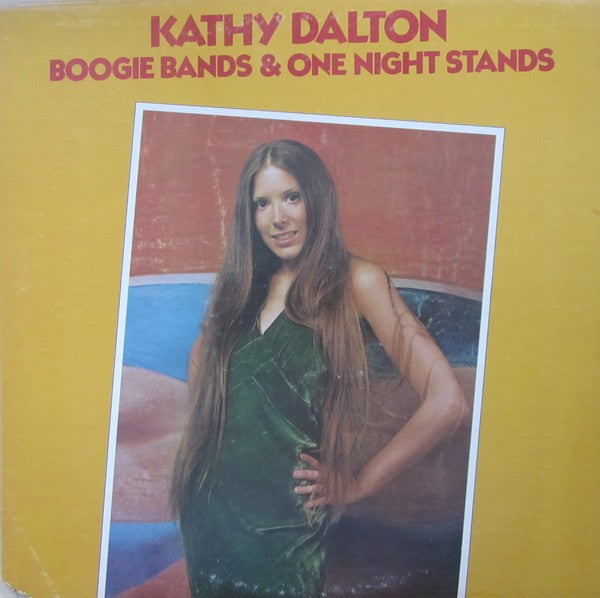 KATHY DALTON
BOOGIE BANDS & ONE NIGHT STANDS